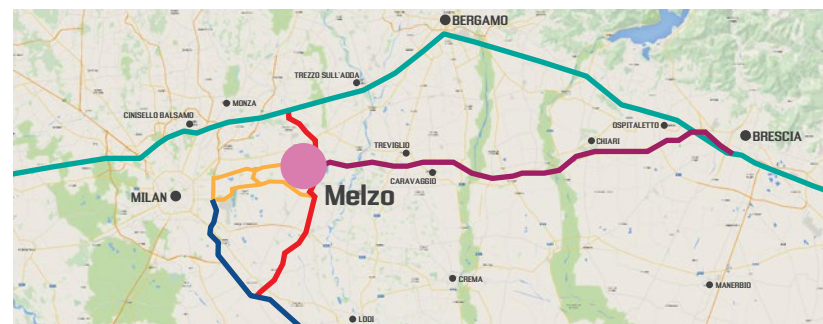 BERGAMO
TREZZO SULL'ADDA
MONZA
CINISELLO BALSAMO
OSPITALETTO
BRESCIA
CHIARI
TREVIGLIO
CARAVAGGIO
MILAN
Melzo
CREMA
MANERBIO
LODI